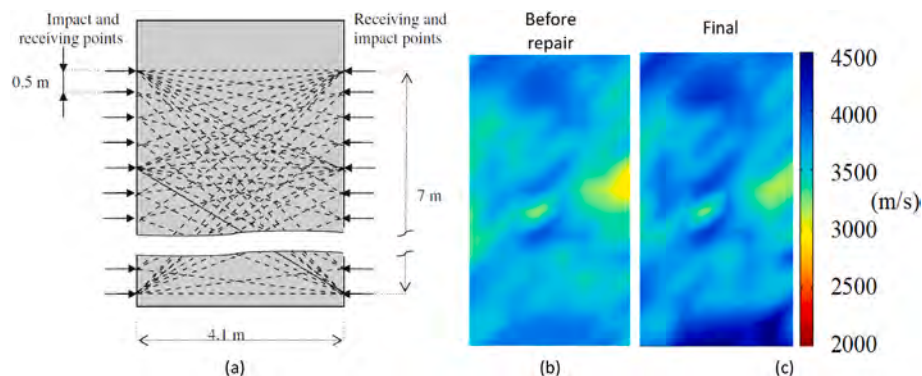 Impact and
receiving points
Receiving and
impact points
0.5 m
7 m
4.1 m
(a)
Before
repair
(b)
Final
(c)
4500
4000
3500
(m/s)
3000
2500
2000